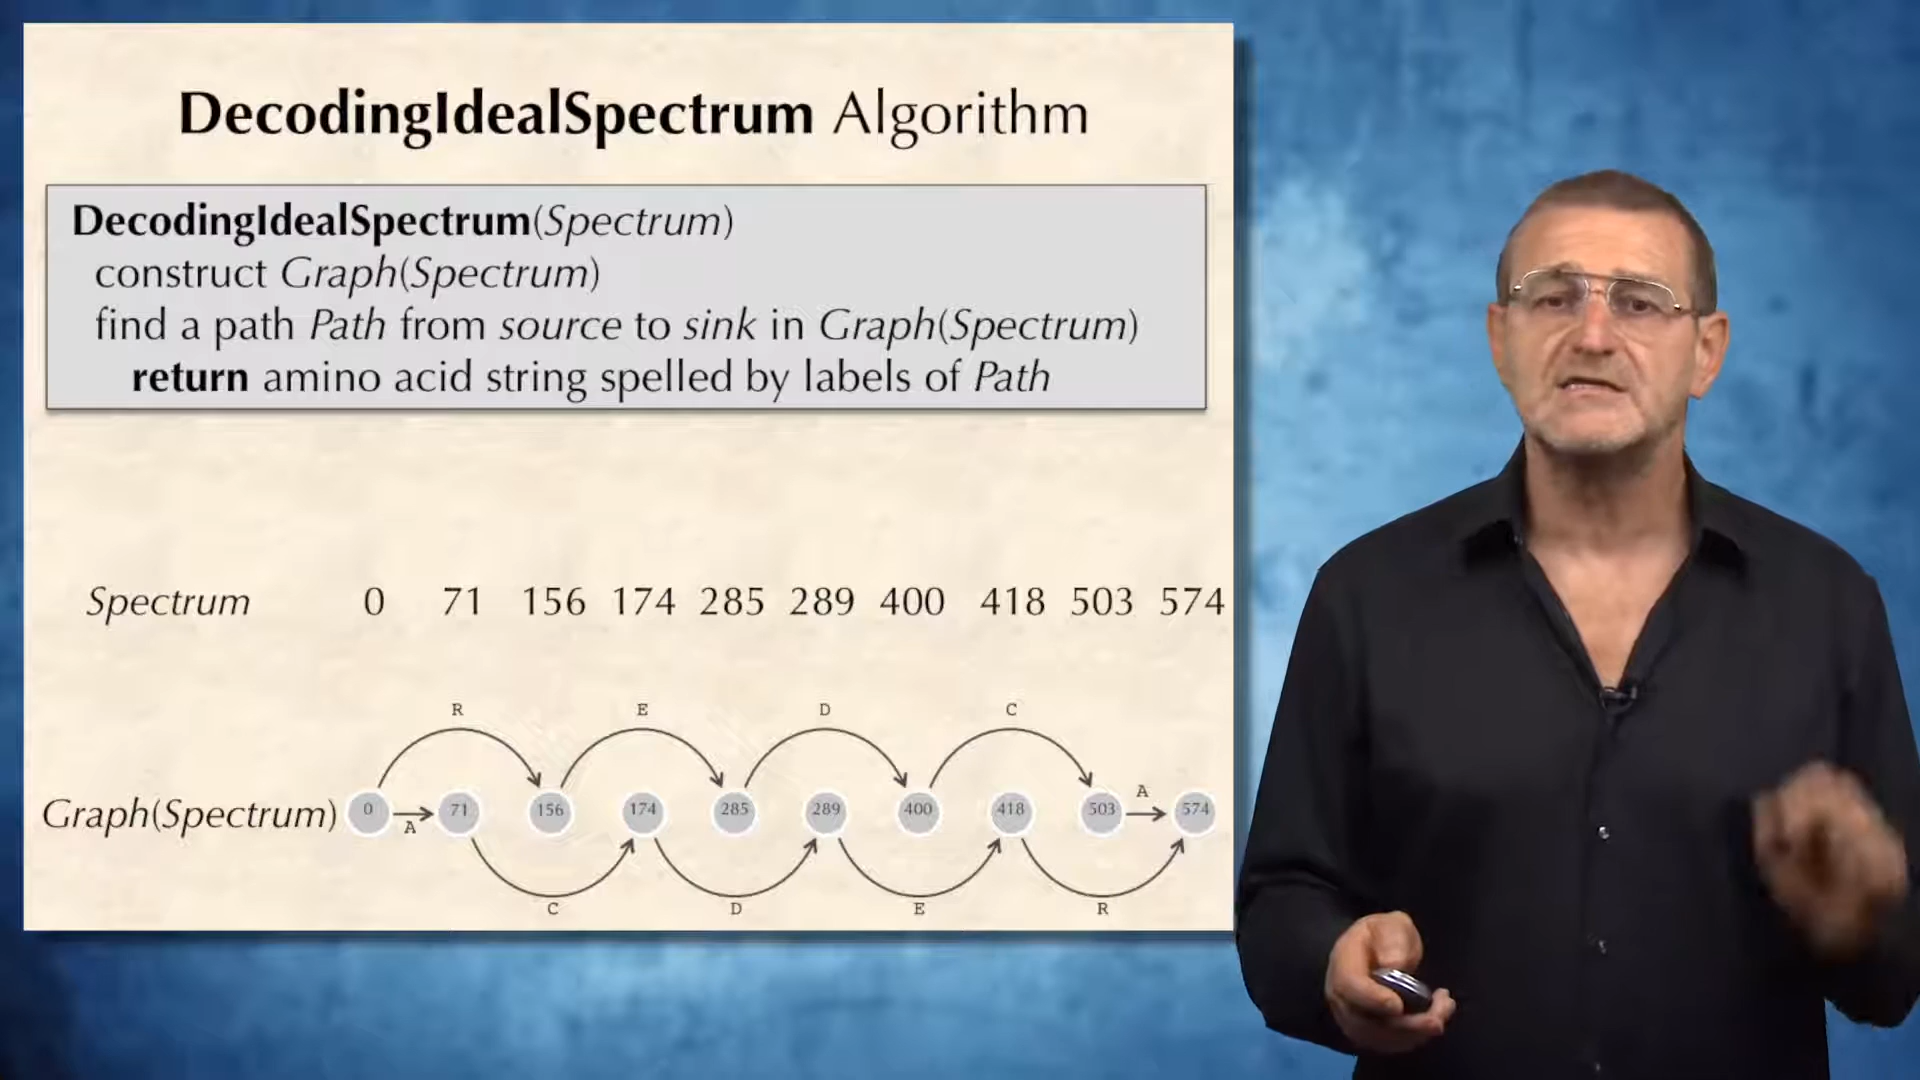 DecodingIdealSpectrum Algorithm
DecodingIdealSpectrum(Spectrum)
construct Graph(Spectrum)
find a path Path from source to sink in Graph(Spectrum)
return amino acid string spelled by labels of Path
Spectrum 0 71 156 174 285 289 400 418 503 574
R E D C
A
Graph(Spectrum) 0 71 156 174 285 289 400 418 503 574
A
C D E R